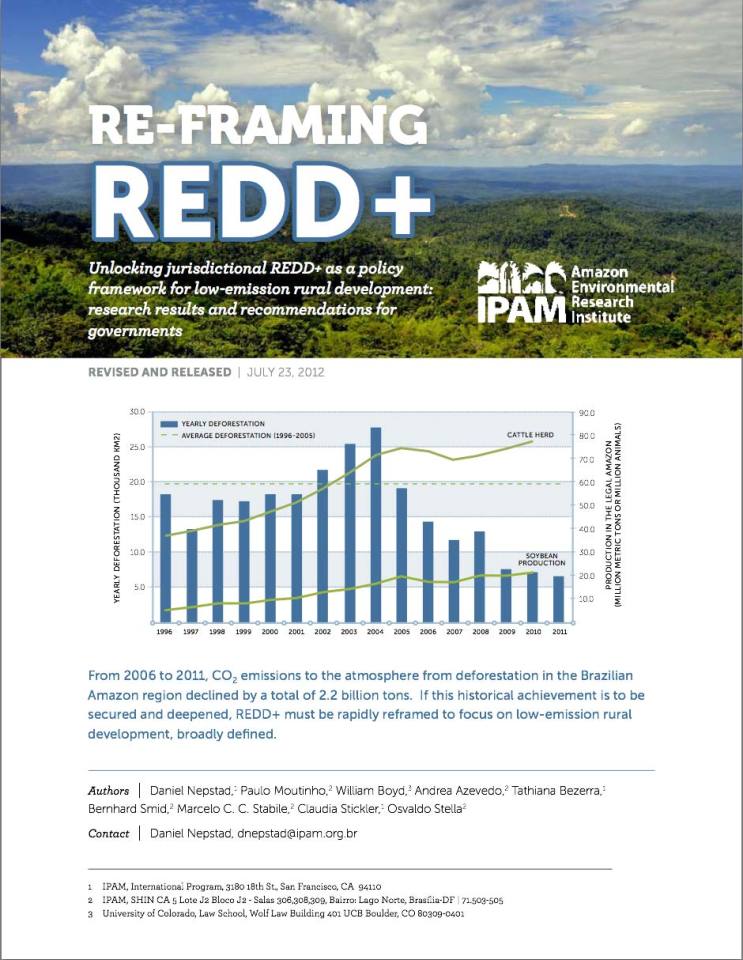 RE-FRAMING
REDD+
Unlocking jurisdictional REDD+ as a policy
framework for low-emission rural development:
research results and recommendations for
governments
IPAM
Amazon
Environmental
Research
Institute
REVISED AND RELEASED | JULY 23, 2012
YEARLY DEFORESTATION (THOUSAND KM2)
30.0
25.0
20.0
15.0
10.0
5.0
YEARLY DEFORESTATION
AVERAGE DEFORESTATION (1996-2005)
CATTLE HERD
SOYBEAN
PRODUCTION
90.0
80.0
70.0
60.0
50.0
40.0
30.0
20.0
10.0
PRODUCTION IN THE LEGAL AMAZON
(MILLION METRIC TONS OR MILLION ANIMALS)
1996 1997 1998 1999 2000 2001 2002 2003 2004 2005 2006 2007 2008 2009 2010 2011
From 2006 to 2011, CO₂ emissions to the atmosphere from deforestation in the Brazilian
Amazon region declined by a total of 2.2 billion tons. If this historical achievement is to be
secured and deepened, REDD+ must be rapidly reframed to focus on low-emission rural
development, broadly defined.
Authors | Daniel Nepstad,¹ Paulo Moutinho,² William Boyd,³ Andrea Azevedo,² Tathiana Bezerra,¹
Bernhard Smid,² Marcelo C. C. Stabile,² Claudia Stickler,¹ Osvaldo Stella²
Contact | Daniel Nepstad, dnepstad@ipam.org.br
1 IPAM, International Program, 3180 18th St., San Francisco, CA 94110
2 IPAM, SHIN CA 5 Lote J2 Bloco J2 - Salas 306,308,309, Bairro: Lago Norte, Brasília-DF | 71.503-505
3 University of Colorado, Law School, Wolf Law Building 401 UCB Boulder, CO 80309-0401